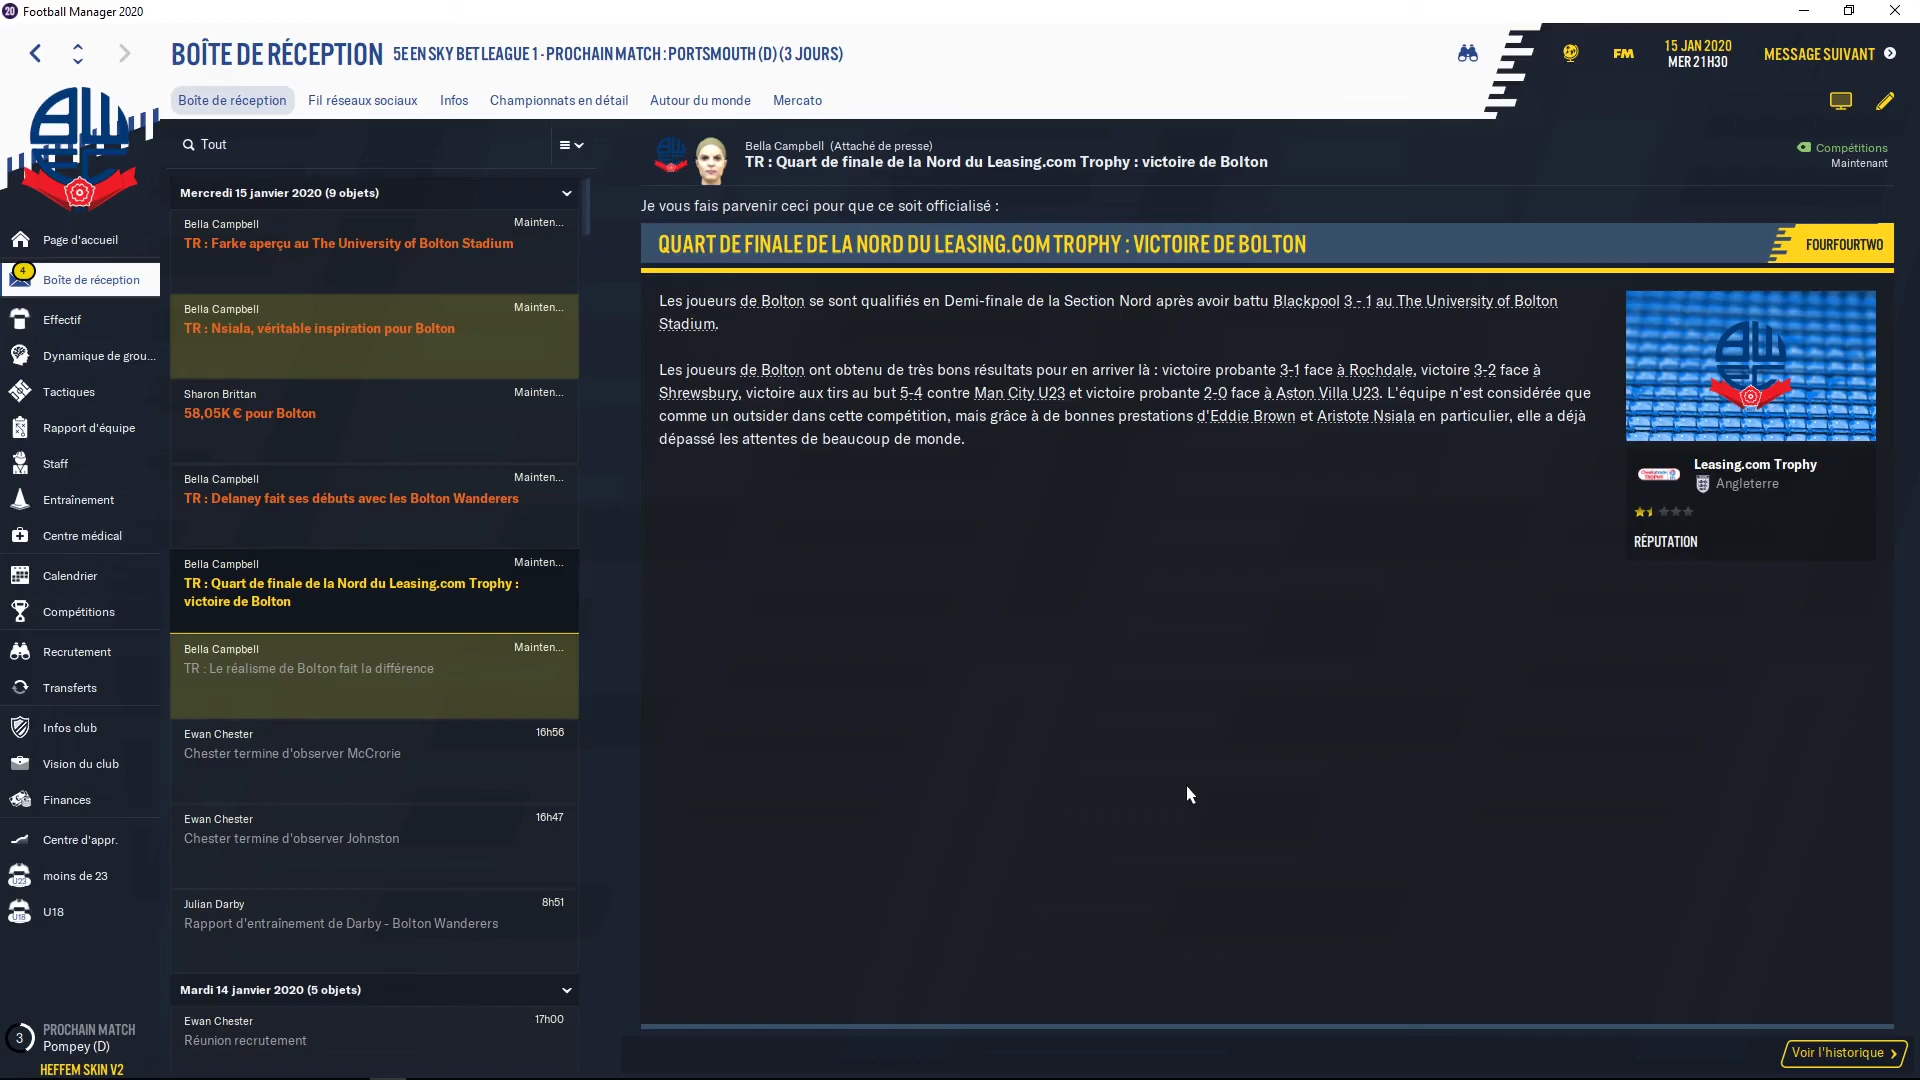 Football Manager 2020
BOÎTE DE RÉCEPTION
5E EN SKY BET LEAGUE 1 - PROCHAIN MATCH : PORTSMOUTH (D) (3 JOURS)
FM
15 JAN 2020
MER 21H30
MESSAGE SUIVANT
Boîte de réception
Fil réseaux sociaux
Infos
Championnats en détail
Autour du monde
Mercato
Page d'accueil
4
Boîte de réception
Effectif
Dynamique de grou...
Tactiques
Rapport d'équipe
Staff
Entraînement
Centre médical
Calendrier
Compétitions
Recrutement
Transferts
Infos club
Vision du club
Finances
Centre d'appr.
U23
moins de 23
U18
U18
3
PROCHAIN MATCH
Pompey (D)
HEFFEM SKIN V2
Tout
Mercredi 15 janvier 2020 (9 objets)
Bella Campbell
Mainten...
TR : Farke aperçu au The University of Bolton Stadium
Bella Campbell
Mainten...
TR : Nsiala, véritable inspiration pour Bolton
Sharon Brittan
Mainten...
58,05K € pour Bolton
Bella Campbell
Mainten...
TR : Delaney fait ses débuts avec les Bolton Wanderers
Bella Campbell
Mainten...
TR : Quart de finale de la Nord du Leasing.com Trophy :
victoire de Bolton
Bella Campbell
Mainten...
TR : Le réalisme de Bolton fait la différence
Ewan Chester
16h56
Chester termine d'observer McCrorie
Ewan Chester
16h47
Chester termine d'observer Johnston
Julian Darby
8h51
Rapport d'entraînement de Darby - Bolton Wanderers
Mardi 14 janvier 2020 (5 objets)
Ewan Chester
17h00
Réunion recrutement
Bella Campbell (Attaché de presse)
TR : Quart de finale de la Nord du Leasing.com Trophy : victoire de Bolton
Compétitions
Maintenant
Je vous fais parvenir ceci pour que ce soit officialisé :
QUART DE FINALE DE LA NORD DU LEASING.COM TROPHY : VICTOIRE DE BOLTON
FOURFOURTWO
Les joueurs de Bolton se sont qualifiés en Demi-finale de la Section Nord après avoir battu Blackpool 3 - 1 au The University of Bolton
Stadium.
Les joueurs de Bolton ont obtenu de très bons résultats pour en arriver là : victoire probante 3-1 face à Rochdale, victoire 3-2 face à
Shrewsbury, victoire aux tirs au but 5-4 contre Man City U23 et victoire probante 2-0 face à Aston Villa U23. L'équipe n'est considérée que
comme un outsider dans cette compétition, mais grâce à de bonnes prestations d'Eddie Brown et Aristote Nsiala en particulier, elle a déjà
dépassé les attentes de beaucoup de monde.
Leasing.com Trophy
Angleterre
RÉPUTATION
Voir l'historique